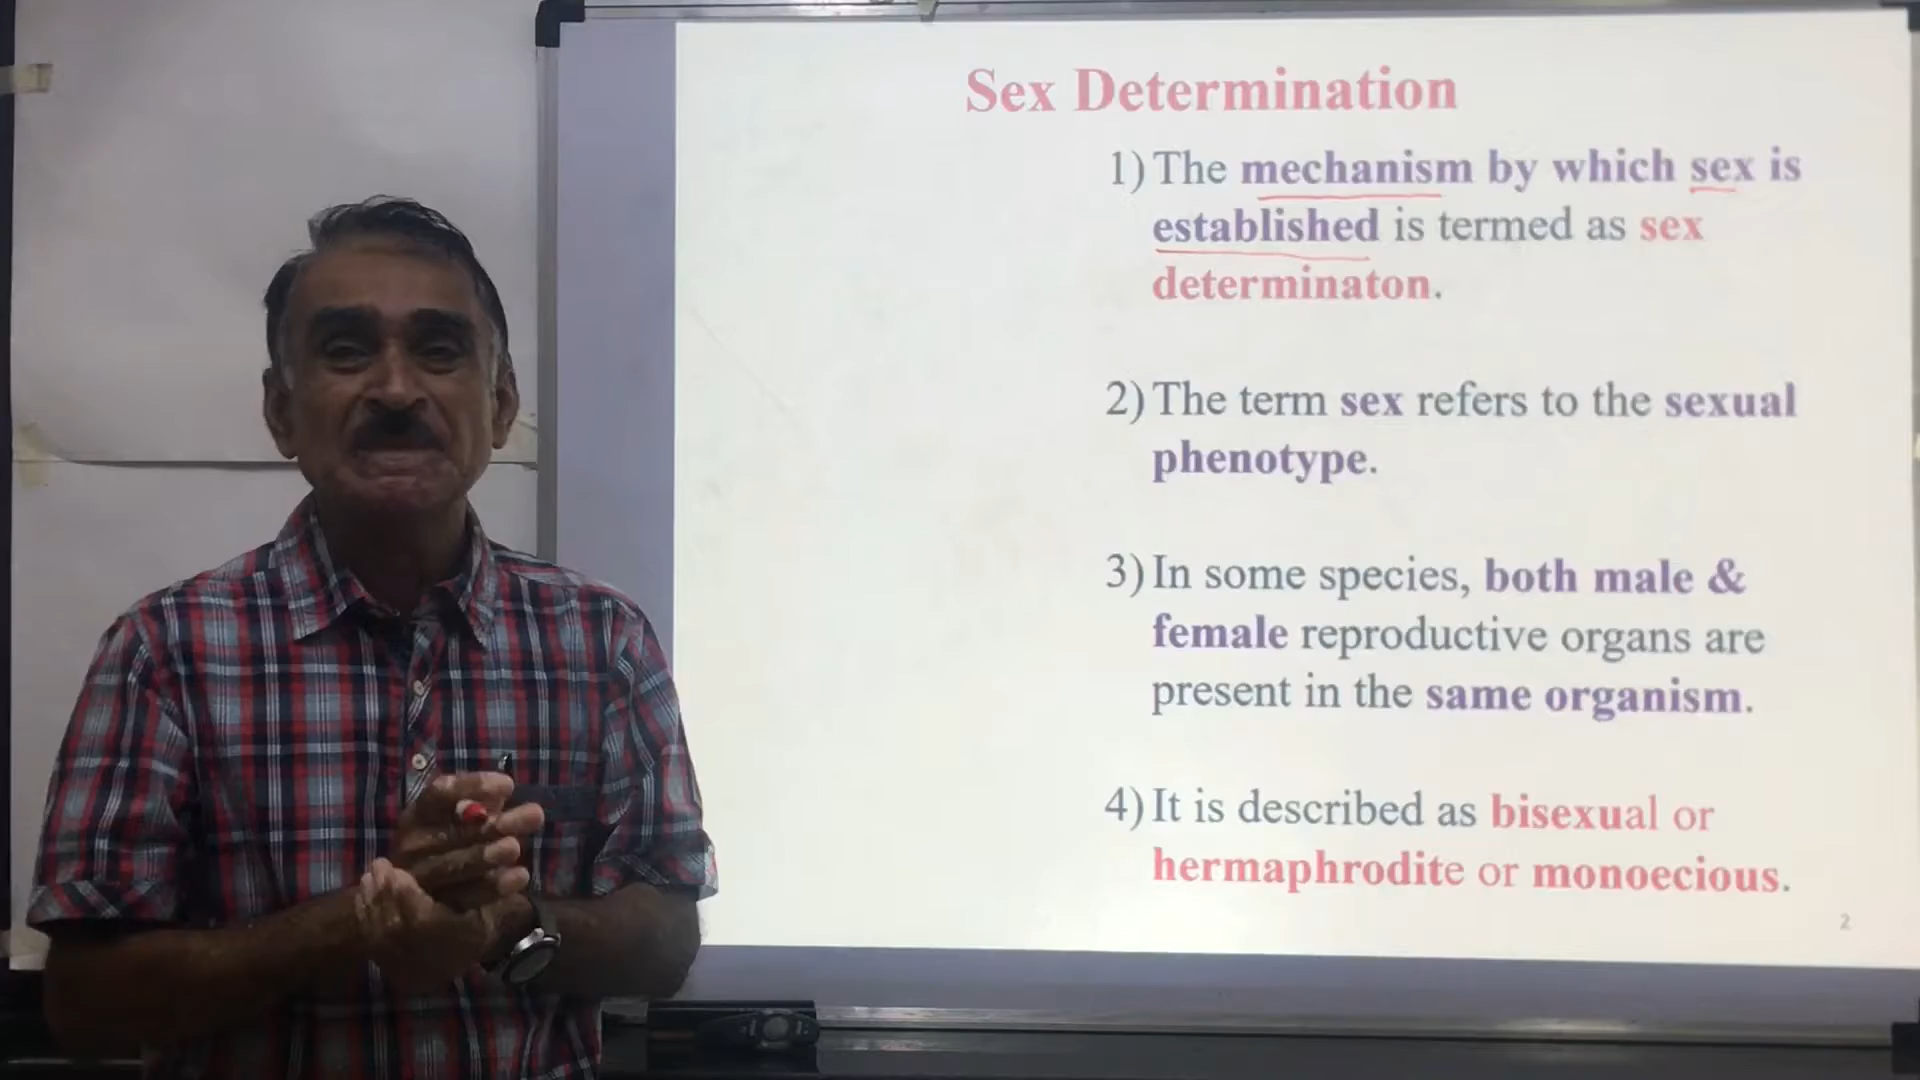 Sex Determination
1) The mechanism by which sex is
established is termed as sex
determinaton.
2) The term sex refers to the sexual
phenotype.
3) In some species, both male &
female reproductive organs are
present in the same organism.
4) It is described as bisexual or
hermaphrodite or monoecious.
2